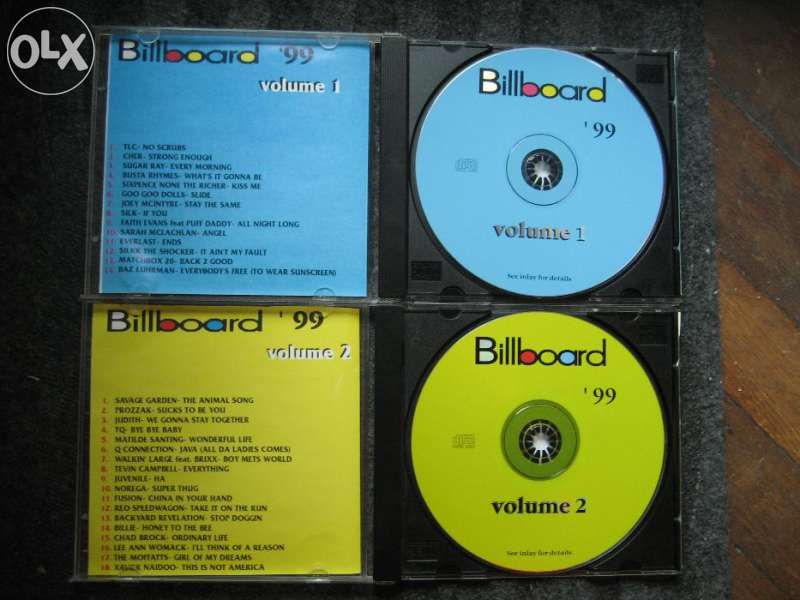 OLX
Billboard '99
volume 1
1. TLC- NO SCRUBS
2. CHER- STRONG ENOUGH
3. SUGAR RAY- EVERY MORNING
4. BUSTA RHYMES- WHAT'S IT GONNA BE
5. SIXPENCE NONE THE RICHER- KISS ME
6. GOO GOO DOLLS- SLIDE
7. JOEY MCINTYRE- STAY THE SAME
8. SILK- IF YOU
9. FAITH EVANS feat PUFF DADDY- ALL NIGHT LONG
10. SARAH MCLACHLAN- ANGEL
11. EVERLAST- ENDS
12. SILKK THE SHOCKER- IT AIN'T MY FAULT
13. MATCHBOX 20- BACK 2 GOOD
14. BAZ LUHRMAN- EVERYBODY'S FREE (TO WEAR SUNSCREEN)
Billboard
'99
volume 1
See inlay for details
Billboard '99
volume 2
1. SAVAGE GARDEN- THE ANIMAL SONG
2. PROZZAK- SUCKS TO BE YOU
3. JUDITH- WE GONNA STAY TOGETHER
4. TQ- BYE BYE BABY
5. MATILDE SANTING- WONDERFUL LIFE
6. Q CONNECTION- JAVA (ALL DA LADIES COMES)
7. WALKIN' LARGE feat. BRIXX- BOY METS WORLD
8. TEVIN CAMPBELL- EVERYTHING
9. JUVENILE- HA
10. NOREGA- SUPER THUG
11. FUSION- CHINA IN YOUR HAND
12. REO SPEEDWAGON- TAKE IT ON THE RUN
13. BACKYARD REVELATION- STOP DOGGIN
14. BILLIE- HONEY TO THE BEE
15. CHAD BROCK- ORDINARY LIFE
16. LEE ANN WOMACK- I'LL THINK OF A REASON
17. THE MOFFATTS- GIRL OF MY DREAMS
18. XAVIER NAIDOO- THIS IS NOT AMERICA
Billboard
'99
volume 2
See inlay for details